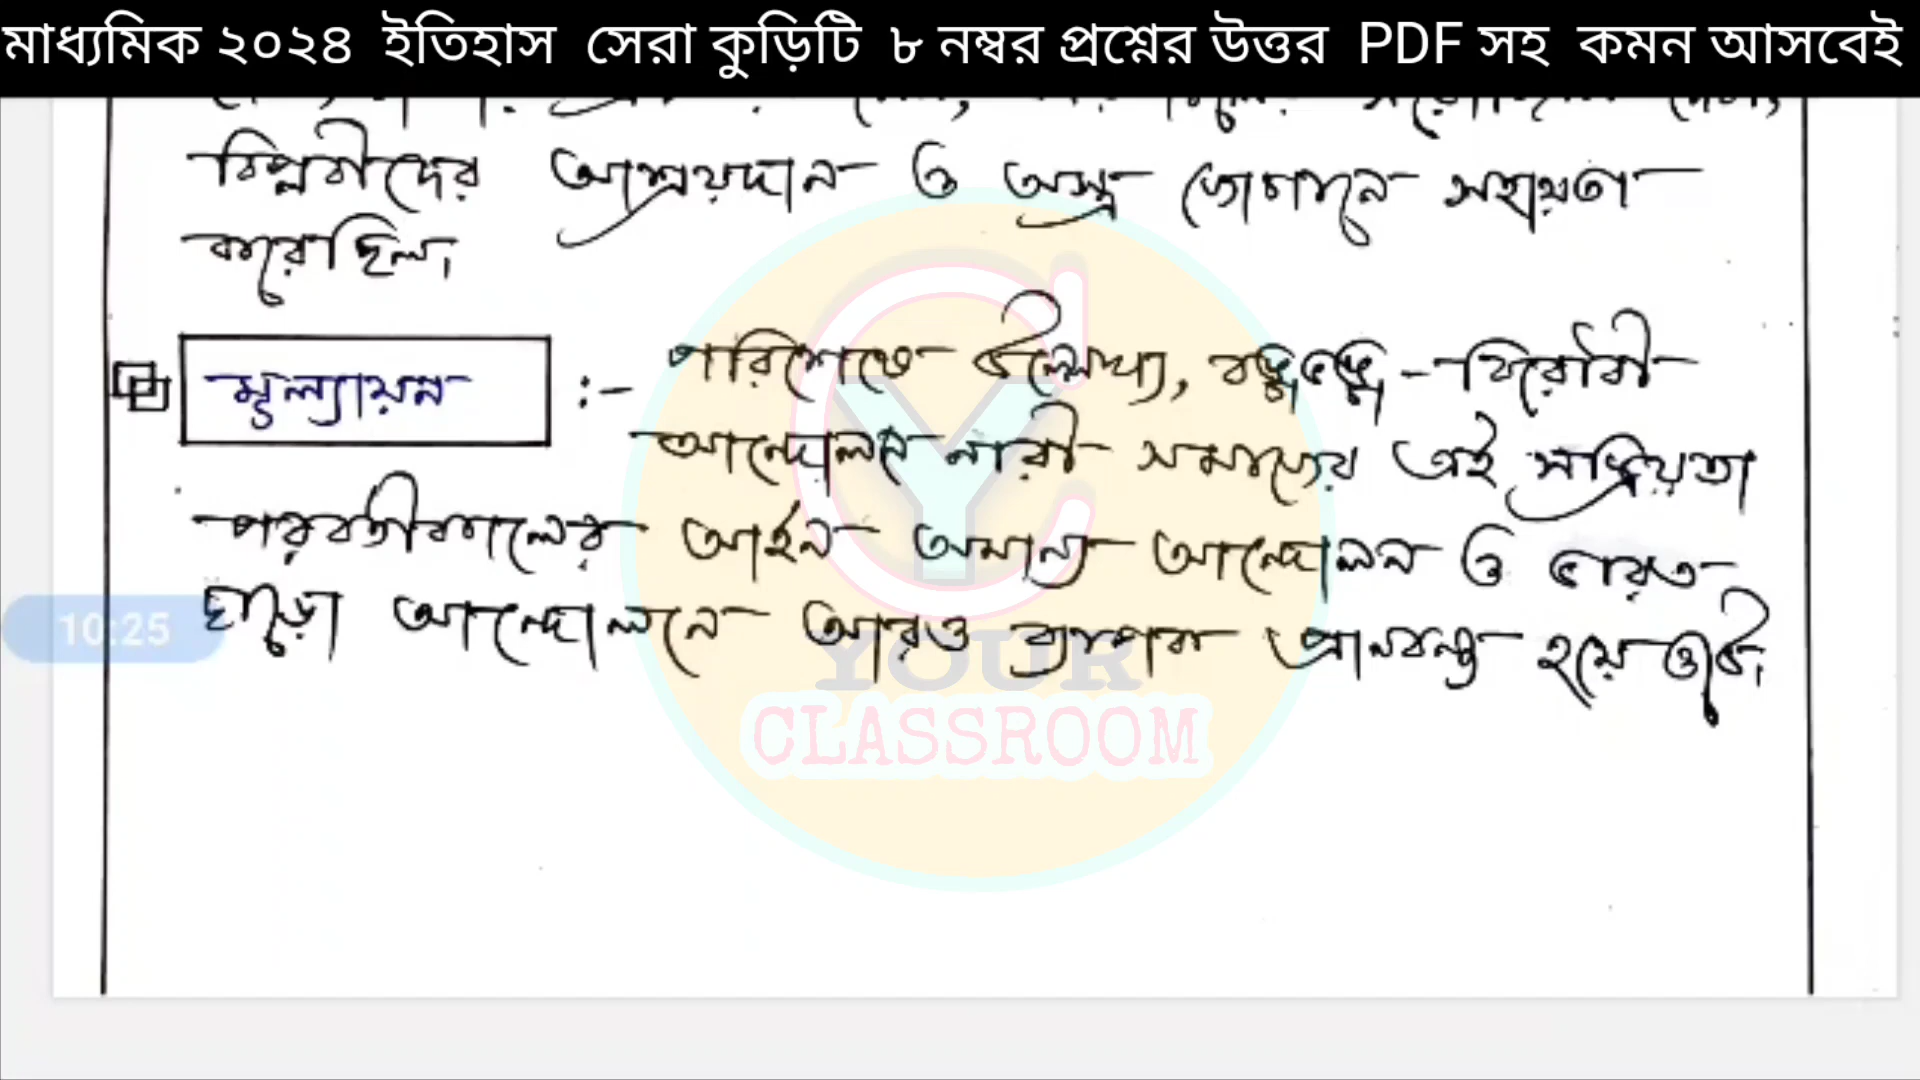 মাধ্যমিক ২০২৪ ইতিহাস সেরা কুড়িটি ৮ নম্বর প্রশ্নের উত্তর PDF সহ কমন আসবেই
বিপ্লবীদের আশ্রয়দান ও অস্ত্র জোগানে সহায়তা
করেছিল।
মূল্যায়ন :- পরিশেষে উল্লেখ্য, বঙ্গভঙ্গ-বিরোধী
আন্দোলনে নারী সমাজের এই সক্রিয়তা
পরবর্তীকালের আইন অমান্য আন্দোলন ও ভারত
ছাড়ো আন্দোলনে আরও ব্যাপক প্রানবন্ত হয়ে ওঠে।
10:25
YOUR
CLASSROOM